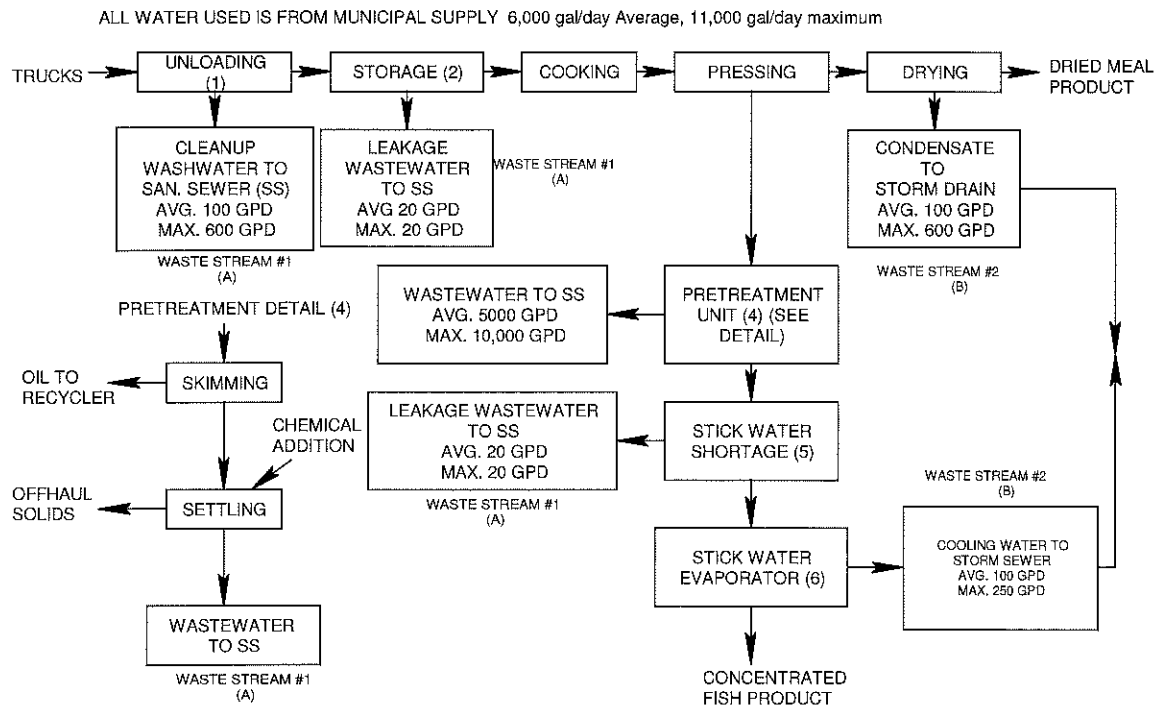 ALL WATER USED IS FROM MUNICIPAL SUPPLY 6,000 gal/day Average, 11,000 gal/day maximum
TRUCKS
UNLOADING
(1)
STORAGE (2)
COOKING
PRESSING
DRYING
DRIED MEAL
PRODUCT
CLEANUP
WASHWATER TO
SAN. SEWER (SS)
AVG. 100 GPD
MAX. 600 GPD
WASTE STREAM #1
(A)
LEAKAGE
WASTEWATER
TO SS
AVG 20 GPD
MAX. 20 GPD
WASTE STREAM #1
(A)
CONDENSATE
TO
STORM DRAIN
AVG. 100 GPD
MAX. 600 GPD
WASTE STREAM #2
(B)
PRETREATMENT DETAIL (4)
SKIMMING
OIL TO
RECYCLER
CHEMICAL
ADDITION
OFFHAUL
SOLIDS
SETTLING
WASTEWATER
TO SS
WASTE STREAM #1
(A)
WASTEWATER TO SS
AVG. 5000 GPD
MAX. 10,000 GPD
PRETREATMENT
UNIT (4) (SEE
DETAIL)
LEAKAGE WASTEWATER
TO SS
AVG. 20 GPD
MAX. 20 GPD
WASTE STREAM #1
(A)
STICK WATER
SHORTAGE (5)
STICK WATER
EVAPORATOR (6)
WASTE STREAM #2
(B)
COOLING WATER TO
STORM SEWER
AVG. 100 GPD
MAX. 250 GPD
CONCENTRATED
FISH PRODUCT